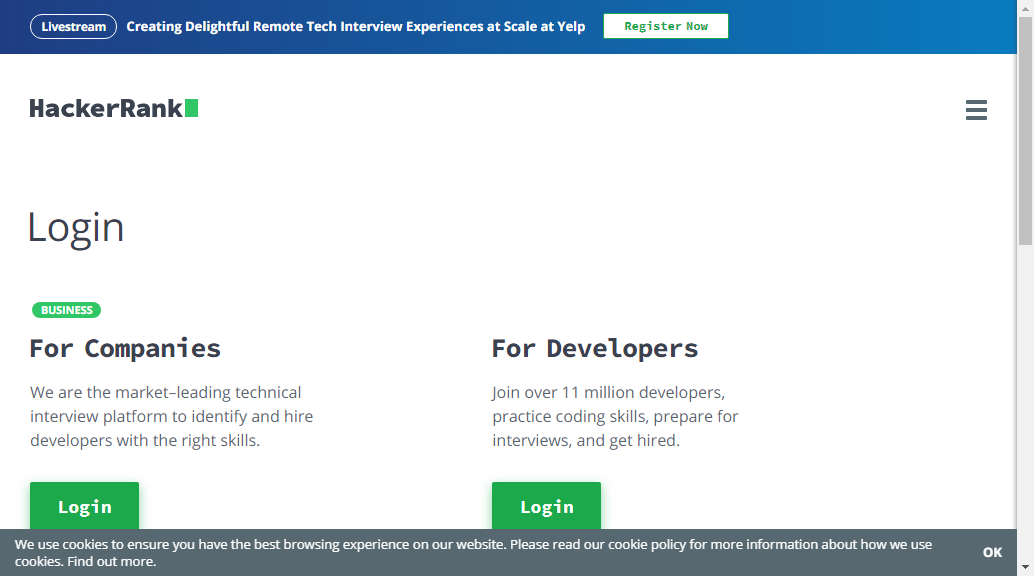 Livestream Creating Delightful Remote Tech Interview Experiences at Scale at Yelp Register Now
HackerRank
Login
BUSINESS
For Companies
We are the market–leading technical
interview platform to identify and hire
developers with the right skills.
Login
For Developers
Join over 11 million developers,
practice coding skills, prepare for
interviews, and get hired.
Login
We use cookies to ensure you have the best browsing experience on our website. Please read our cookie policy for more information about how we use
cookies. Find out more.
OK